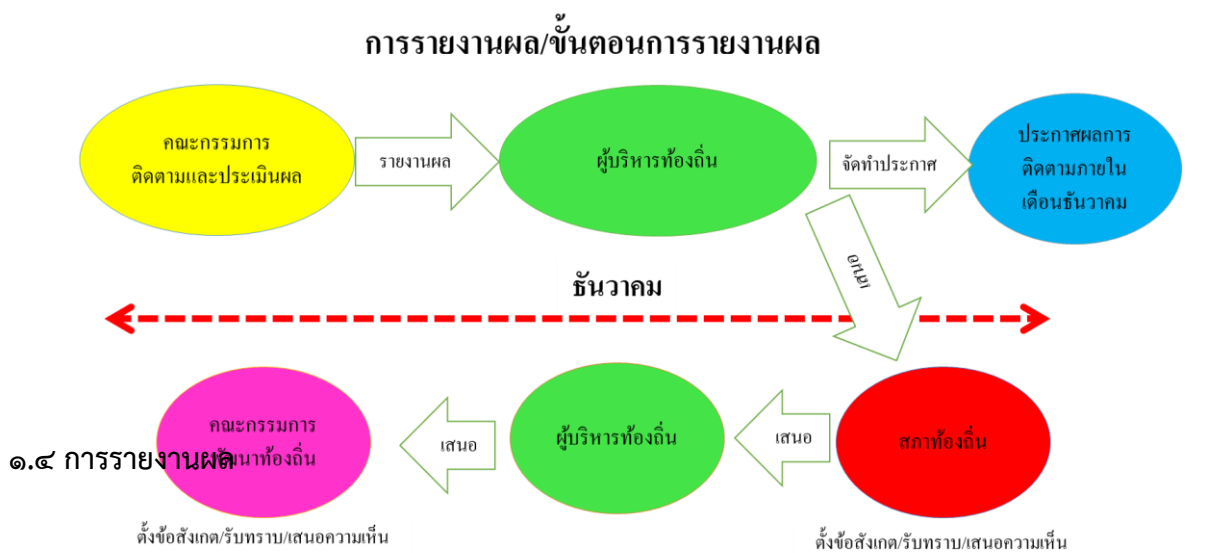 การรายงานผล/ขั้นตอนการรายงานผล
คณะกรรมการ
ติดตามและประเมินผล
รายงานผล
ผู้บริหารท้องถิ่น
จัดทำประกาศ
ประกาศผลการ
ติดตามภายใน
เดือนธันวาคม
เสนอ
ธันวาคม
คณะกรรมการ
พัฒนาท้องถิ่น
เสนอ
ผู้บริหารท้องถิ่น
เสนอ
สภาท้องถิ่น
๑.๔ การรายงานผล
ตั้งข้อสังเกต/รับทราบ/เสนอความเห็น
ตั้งข้อสังเกต/รับทราบ/เสนอความเห็น